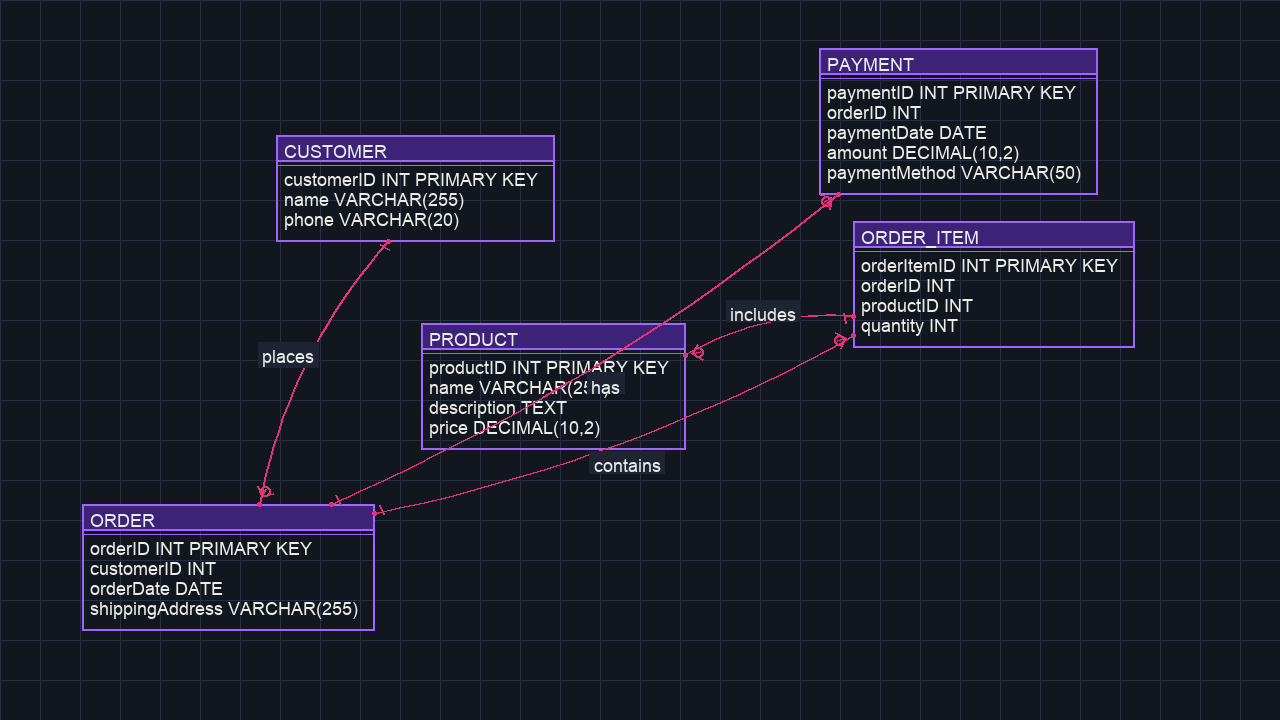 PAYMENT
paymentID INT PRIMARY KEY
orderID INT
paymentDate DATE
amount DECIMAL(10,2)
paymentMethod VARCHAR(50)
CUSTOMER
customerID INT PRIMARY KEY
name VARCHAR(255)
phone VARCHAR(20)
ORDER_ITEM
orderItemID INT PRIMARY KEY
orderID INT
productID INT
quantity INT
includes
places
PRODUCT
productID INT PRIMARY KEY
name
has
description TEXT
price DECIMAL(10,2)
contains
ORDER
orderID INT PRIMARY KEY
customerID INT
orderDate DATE
shippingAddress VARCHAR(255)